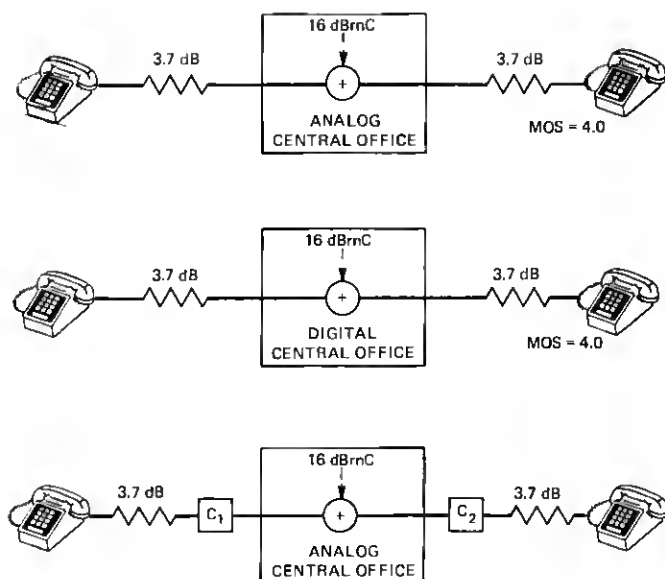 16 dBrnC
3.7 dB
3.7 dB
ANALOG
CENTRAL OFFICE
MOS = 4.0
16 dBrnC
3.7 dB
3.7 dB
DIGITAL
CENTRAL OFFICE
MOS = 4.0
16 dBrnC
3.7 dB
3.7 dB
C1
C2
ANALOG
CENTRAL OFFICE